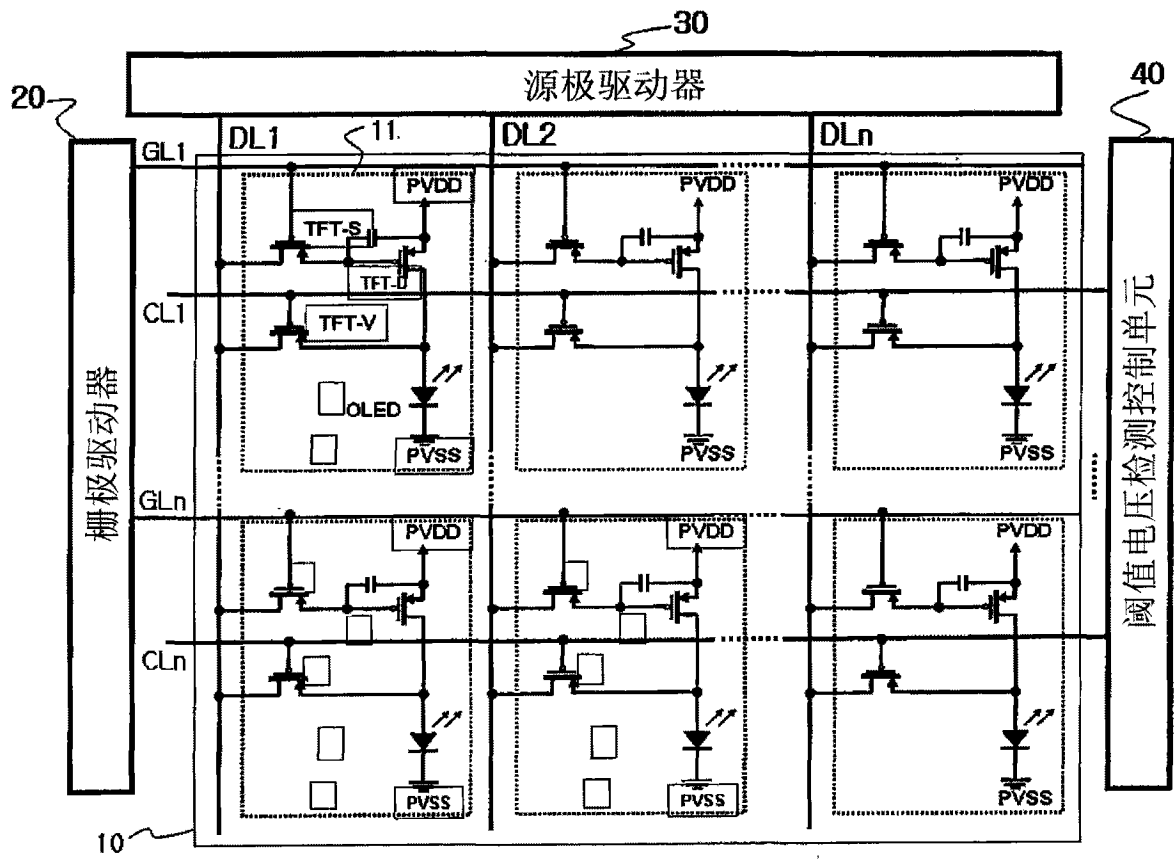 30
源极驱动器
20
40
DL1
11
DL2
DLn
GL1
PVDD
PVDD
PVDD
TFT-S
TFT-D
CL1
TFT-V
OLED
PVSS
PVSS
PVSS
栅极驱动器
阈值电压检测控制单元
GLn
PVDD
PVDD
PVDD
CLn
PVSS
PVSS
PVSS
10